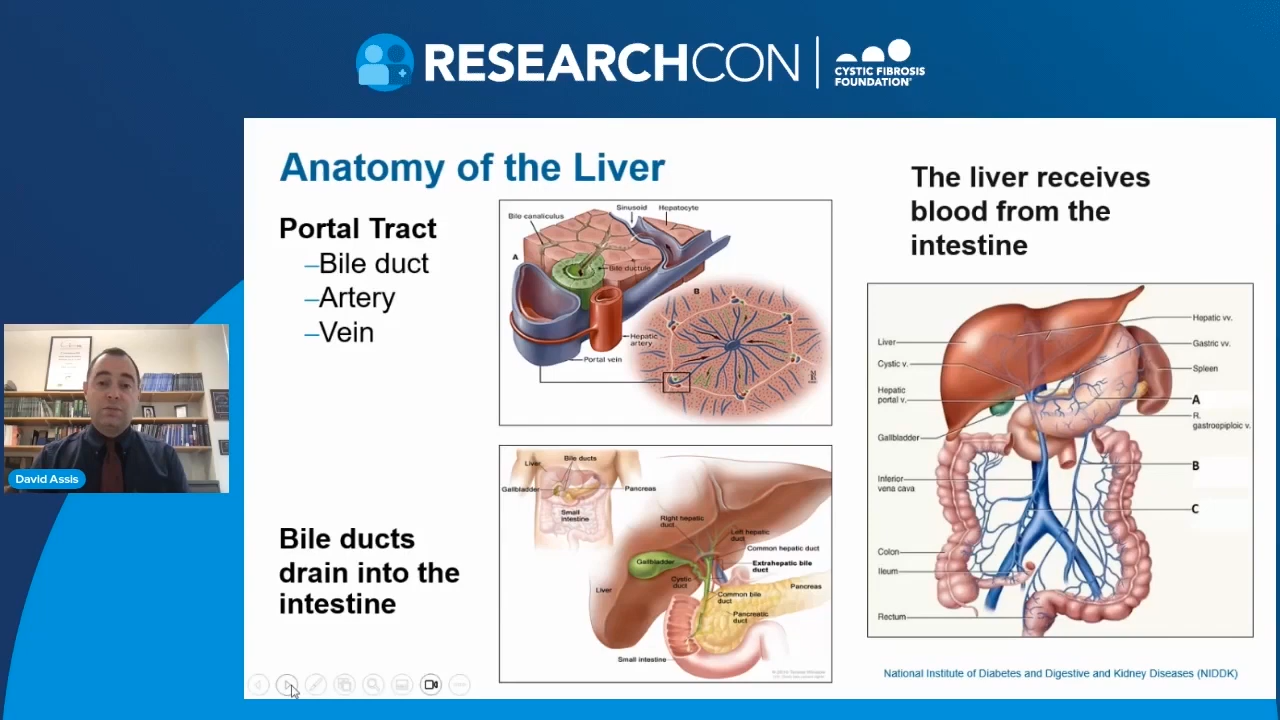 RESEARCHCON
CYSTIC FIBROSIS
FOUNDATION
Anatomy of the Liver
Portal Tract
–Bile duct
–Artery
–Vein
Bile ducts
drain into the
intestine
Sinusoid
Hepatocyte
Bile canaliculus
A
Bile ductule
B
Hepatic
artery
Portal vein
Bile ducts
Liver
Gallbladder
Pancreas
Small
intestine
Right hepatic
duct
Left hepatic
duct
Common hepatic duct
Gallbladder
Extrahepatic bile
duct
Cystic
duct
Liver
Pancreas
Common bile
duct
Pancreatic
duct
Small intestine
The liver receives
blood from the
intestine
Liver
Cystic v.
Hepatic
portal v.
Gallbladder
Inferior
vena cava
Colon
Ileum
Rectum
Hepatic vv.
Gastric vv.
Spleen
A
R.
gastroepiploic v.
B
C
National Institute of Diabetes and Digestive and Kidney Diseases (NIDDK)
David Assis